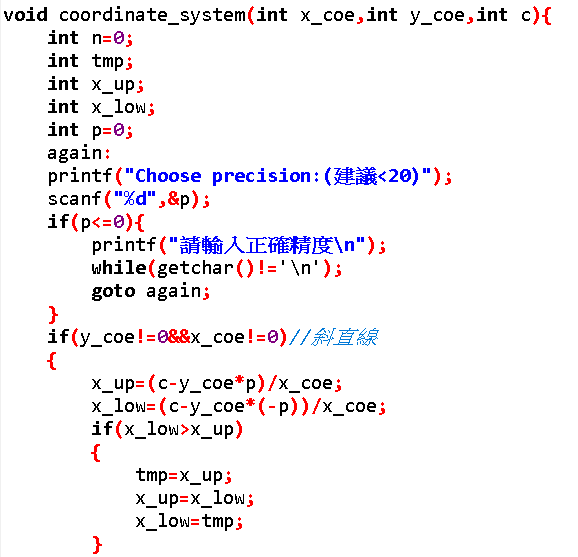 void coordinate_system(int x_coe,int y_coe,int c){
    int n=0;
    int tmp;
    int x_up;
    int x_low;
    int p=0;
    again:
    printf("Choose precision:(建議<20)");
    scanf("%d",&p);
    if(p<=0){
        printf("請輸入正確精度\n");
        while(getchar()!='\n');
        goto again;
    }
    if(y_coe!=0&&x_coe!=0)//斜直線
    {
        x_up=(c-y_coe*p)/x_coe;
        x_low=(c-y_coe*(-p))/x_coe;
        if(x_low>x_up)
        {
            tmp=x_up;
            x_up=x_low;
            x_low=tmp;
        }